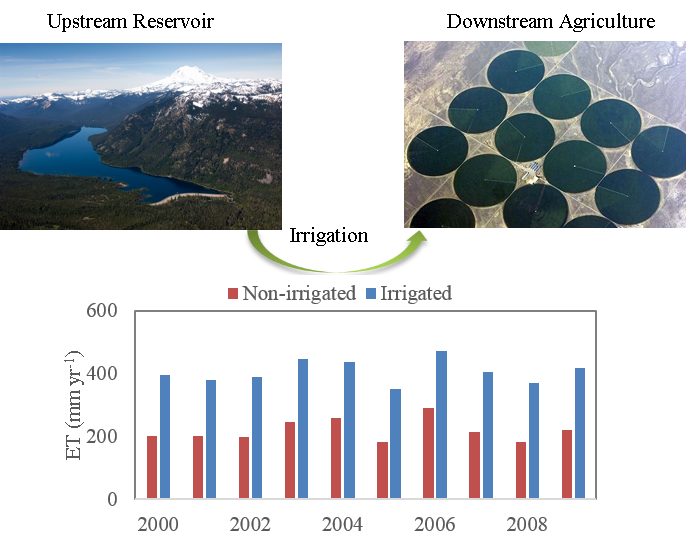 Upstream Reservoir
Downstream Agriculture
Irrigation
Non-irrigated
Irrigated
ET (mm yr-1)
600
400
200
0
2000
2002
2004
2006
2008